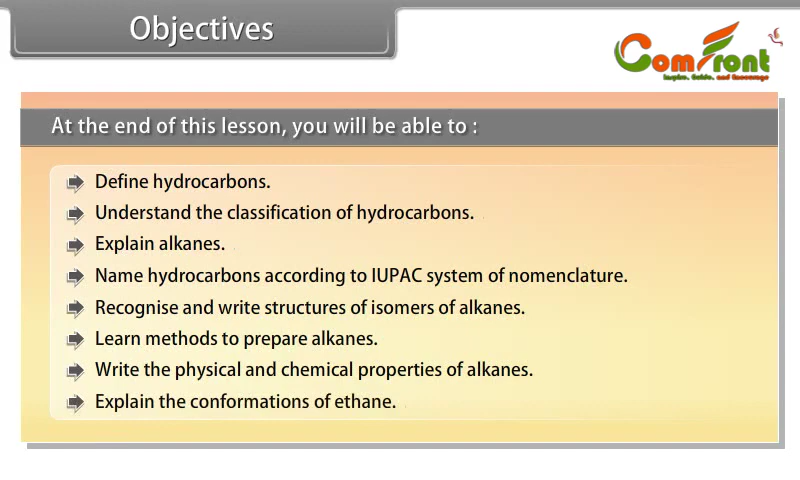 Objectives
ComFront
Inspire, Guide, and Encourage
At the end of this lesson, you will be able to :
Define hydrocarbons.
Understand the classification of hydrocarbons.
Explain alkanes.
Name hydrocarbons according to IUPAC system of nomenclature.
Recognise and write structures of isomers of alkanes.
Learn methods to prepare alkanes.
Write the physical and chemical properties of alkanes.
Explain the conformations of ethane.